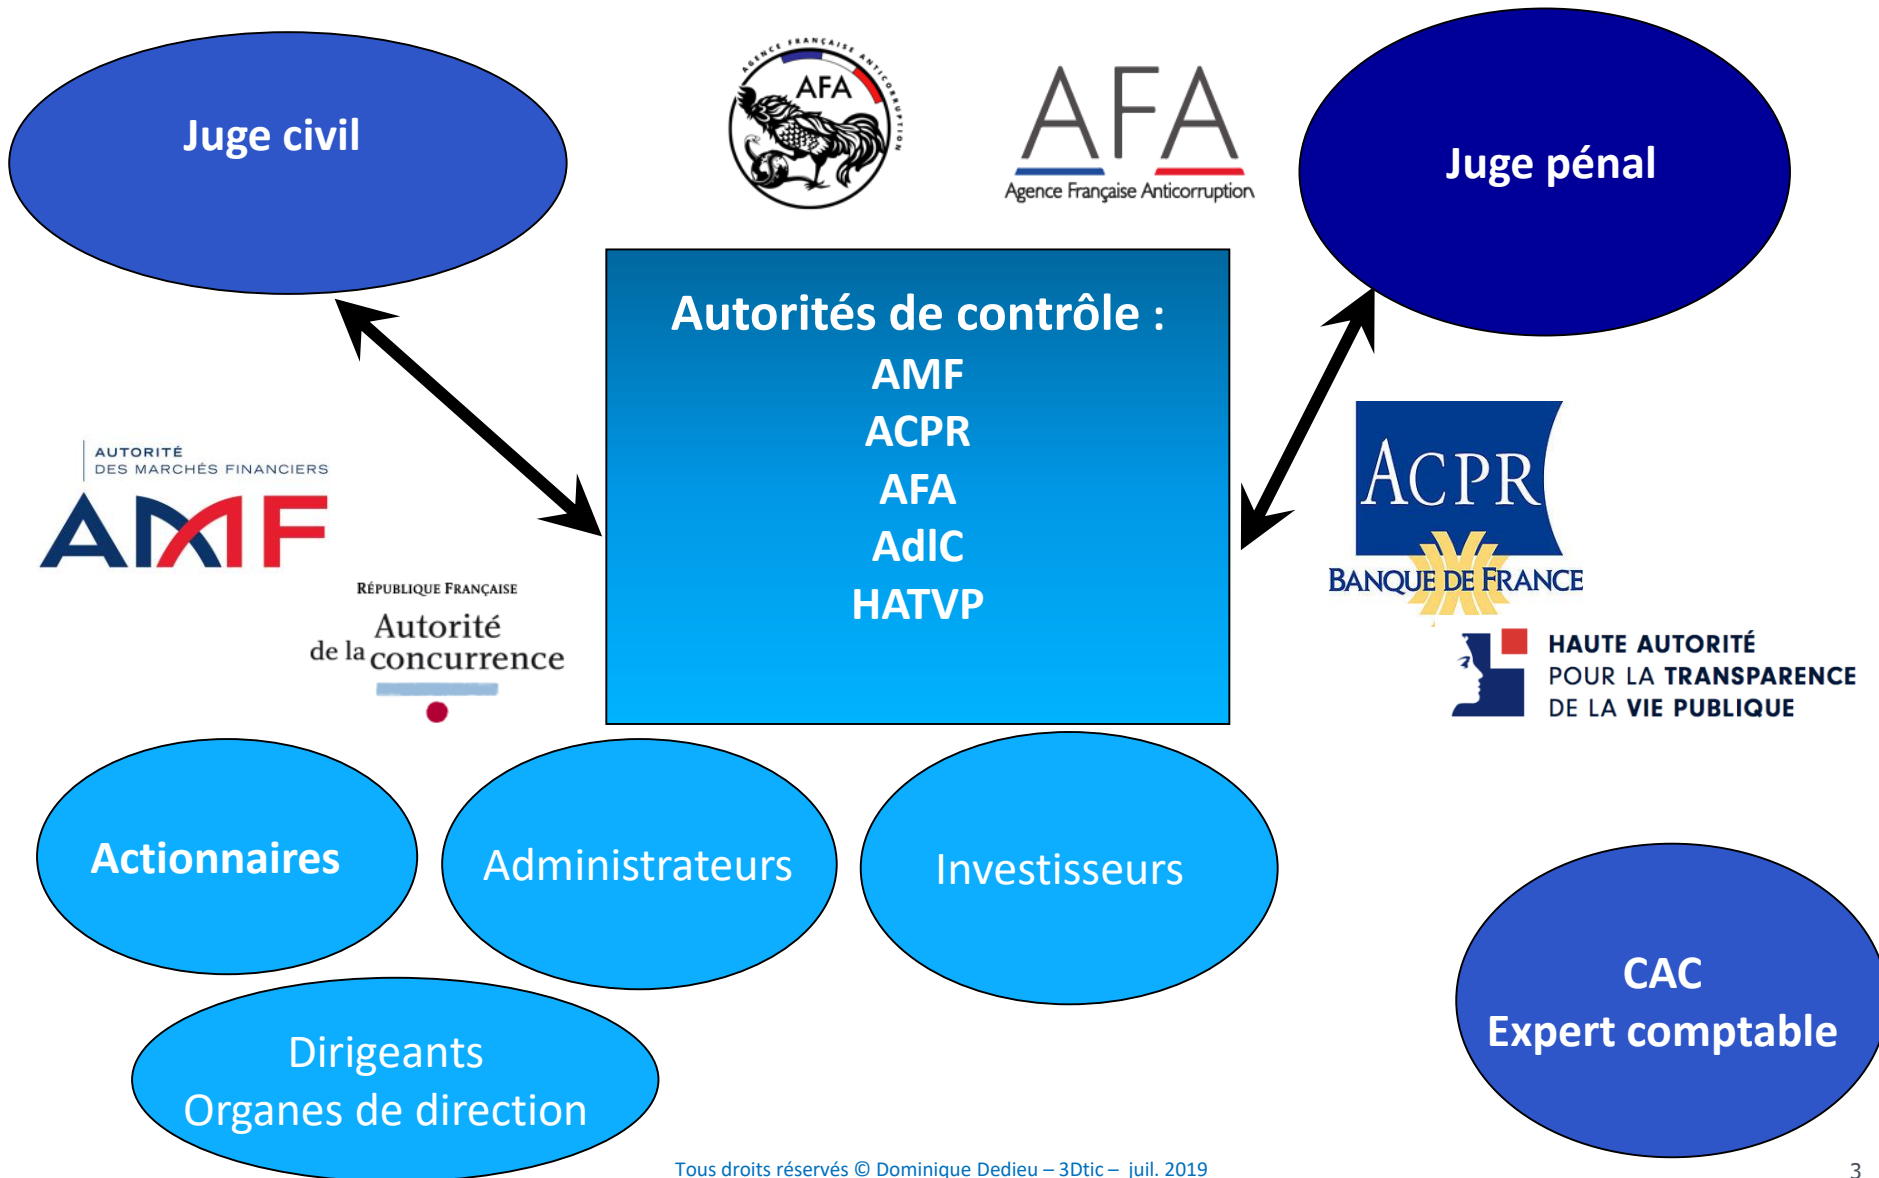 Juge civil
AGENCE FRANÇAISE ANTICORRUPTION
AFA
AFA
Agence Française Anticorruption
Juge pénal
Autorités de contrôle :
AMF
ACPR
AFA
AdlC
HATVP
AUTORITÉ
DES MARCHÉS FINANCIERS
AMF
RÉPUBLIQUE FRANÇAISE
Autorité
de la concurrence
ACPR
BANQUE DE FRANCE
HAUTE AUTORITÉ
POUR LA TRANSPARENCE
DE LA VIE PUBLIQUE
Actionnaires
Administrateurs
Investisseurs
Dirigeants
Organes de direction
CAC
Expert comptable
Tous droits réservés © Dominique Dedieu – 3Dtic – juil. 2019
3